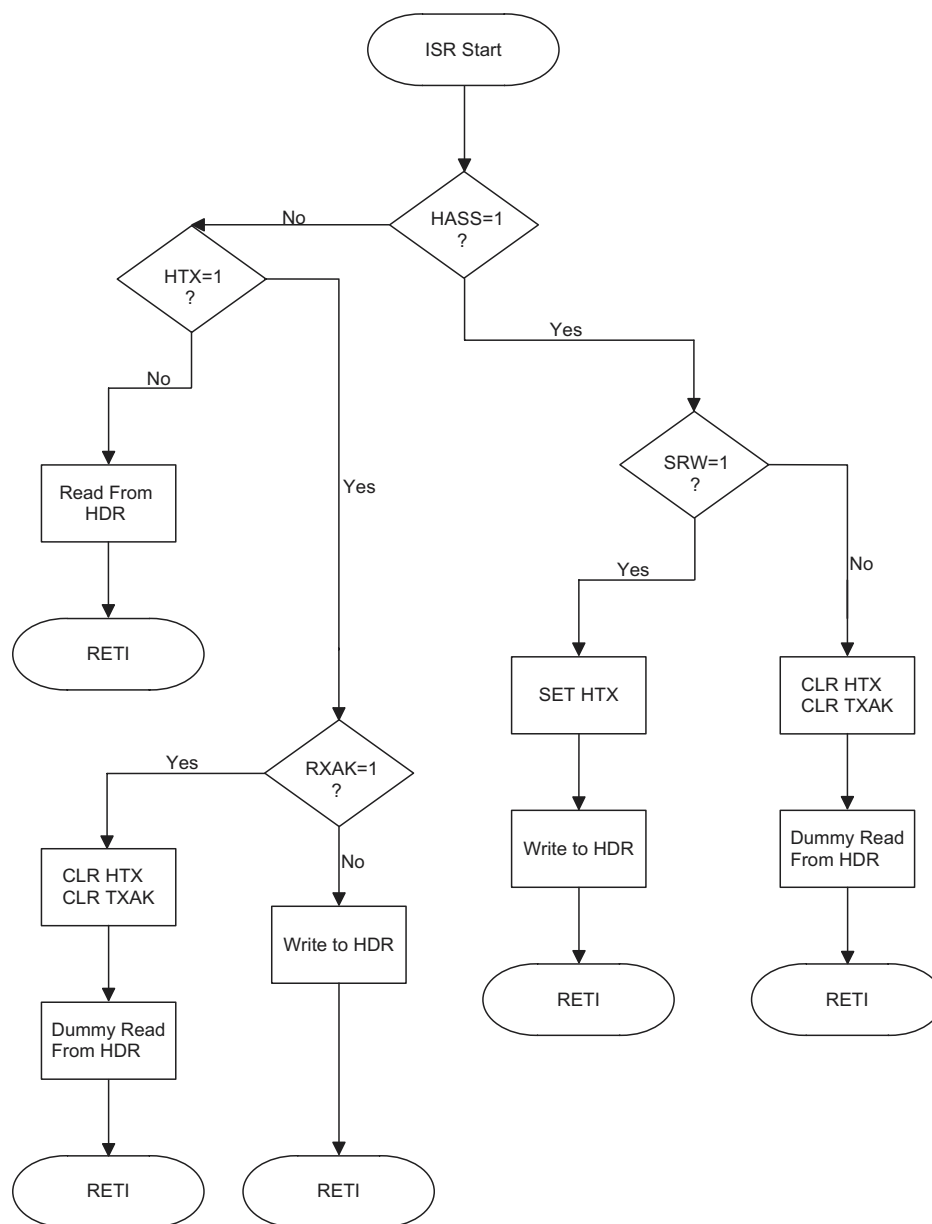 ISR Start
HASS=1
?
No
Yes
HTX=1
?
No
Yes
Read From
HDR
RETI
SRW=1
?
Yes
No
SET HTX
Write to HDR
RETI
CLR HTX
CLR TXAK
Dummy Read
From HDR
RETI
RXAK=1
?
Yes
No
CLR HTX
CLR TXAK
Dummy Read
From HDR
RETI
Write to HDR
RETI